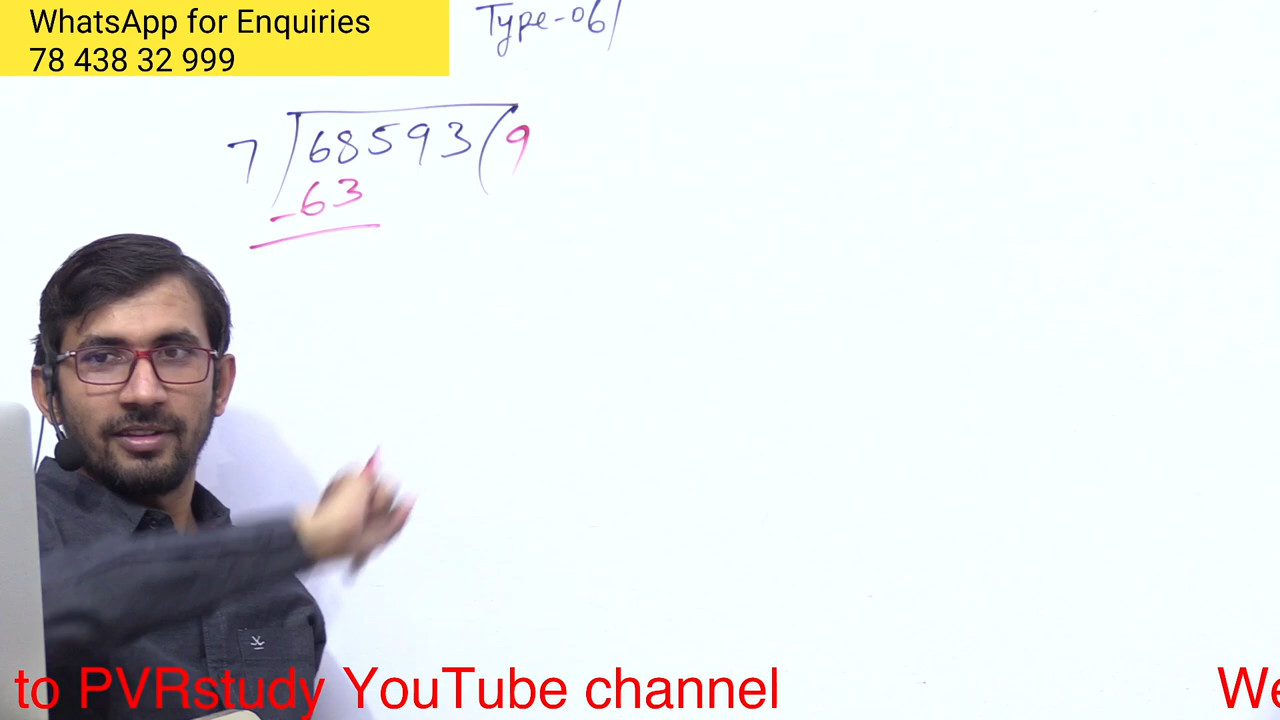 WhatsApp for Enquiries
78 438 32 999
Type-06/
7 68593 ( 9
-63
to PVRstudy YouTube channel We